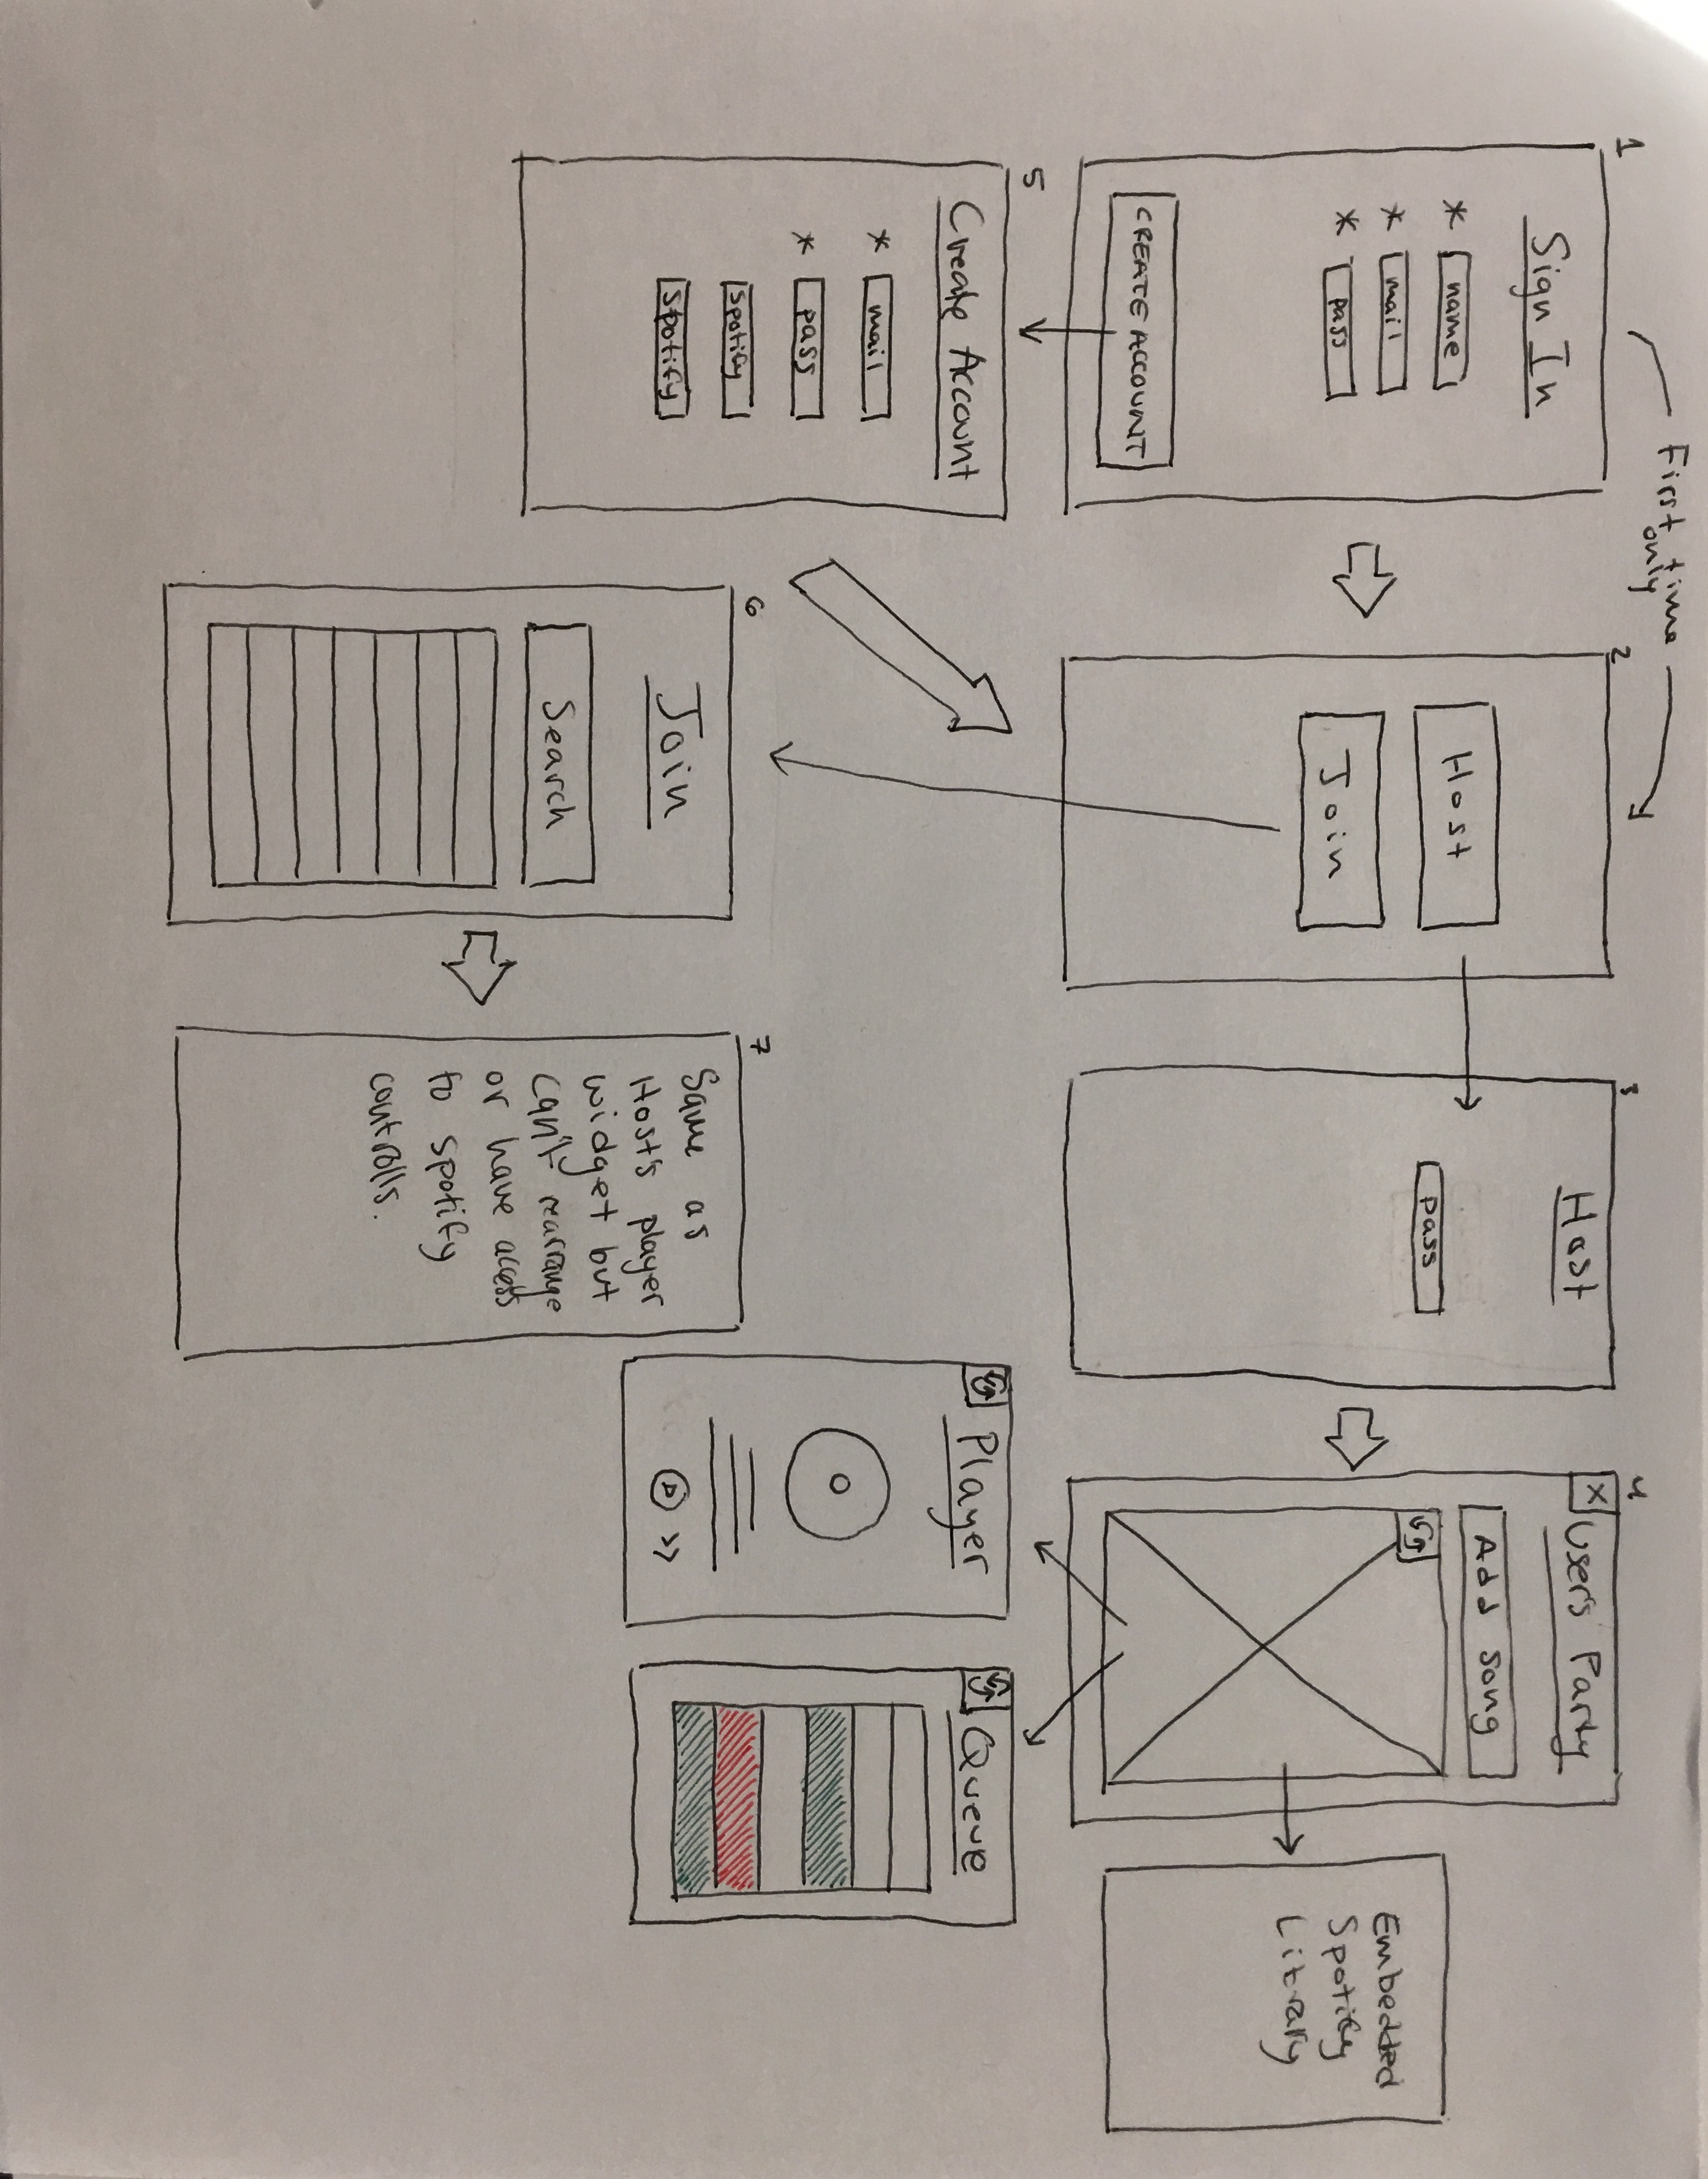 First time
only
1
Sign In
* name
* mail
* pass
CREATE ACCOUNT
2
Host
Join
3
Host
pass
4
X
User's Party
Add Song
Embedded
Spotify
Library
5
Create Account
* mail
* pass
Spotify
Spotify
6
Join
Search
7
Same as
Host's player
widget but
can't rearrange
or have access
to spotify
controlls.
Player
Queue